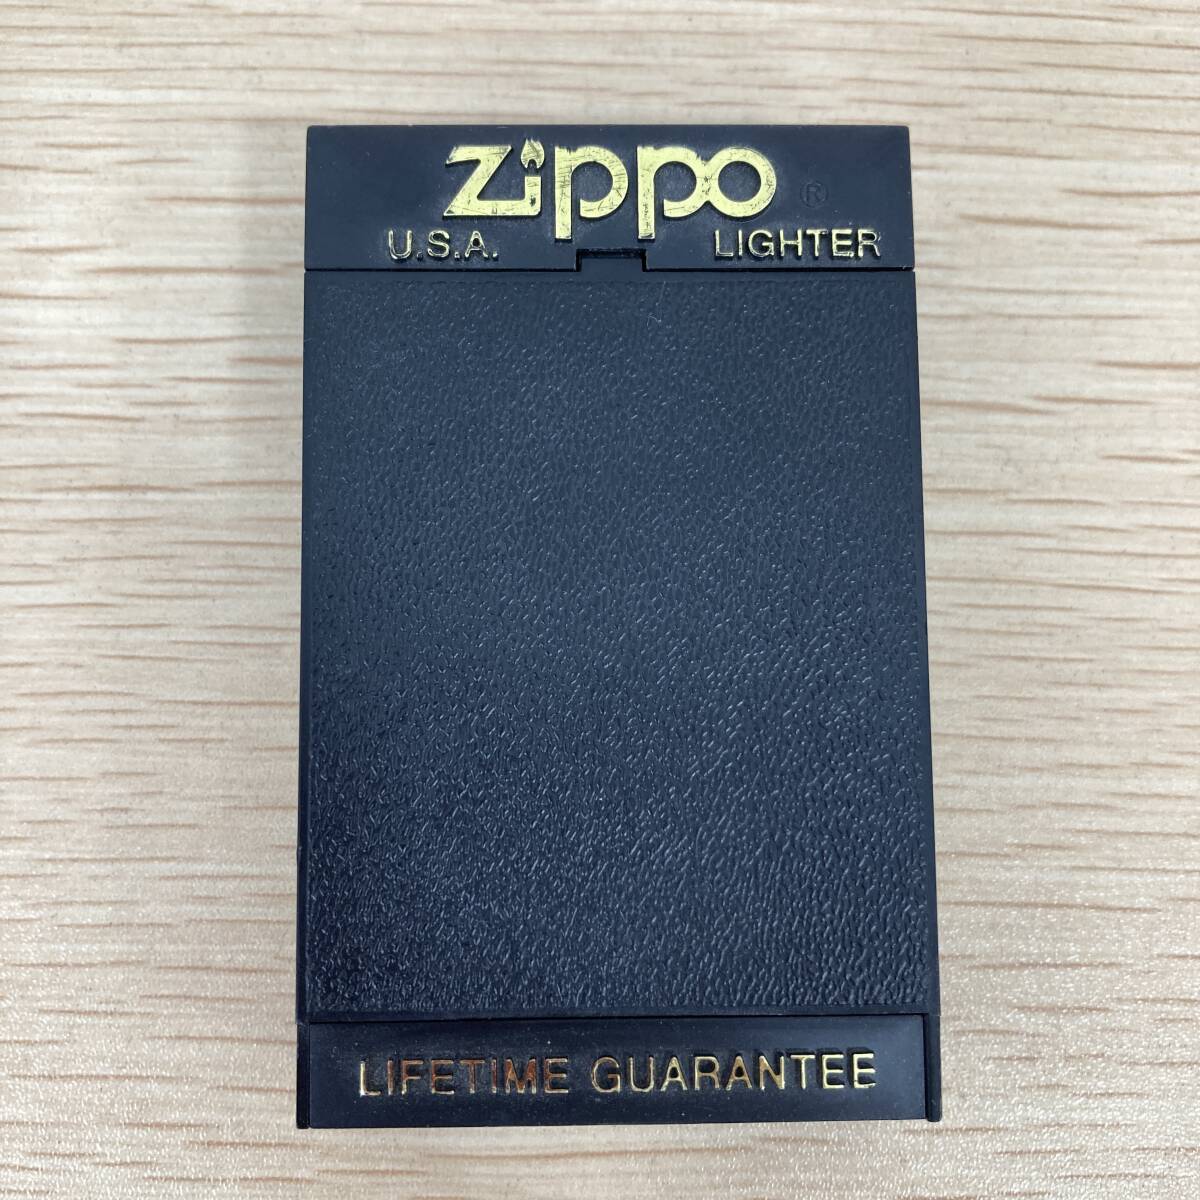 Zippo ®
U.S.A. LIGHTER
LIFETIME GUARANTEE